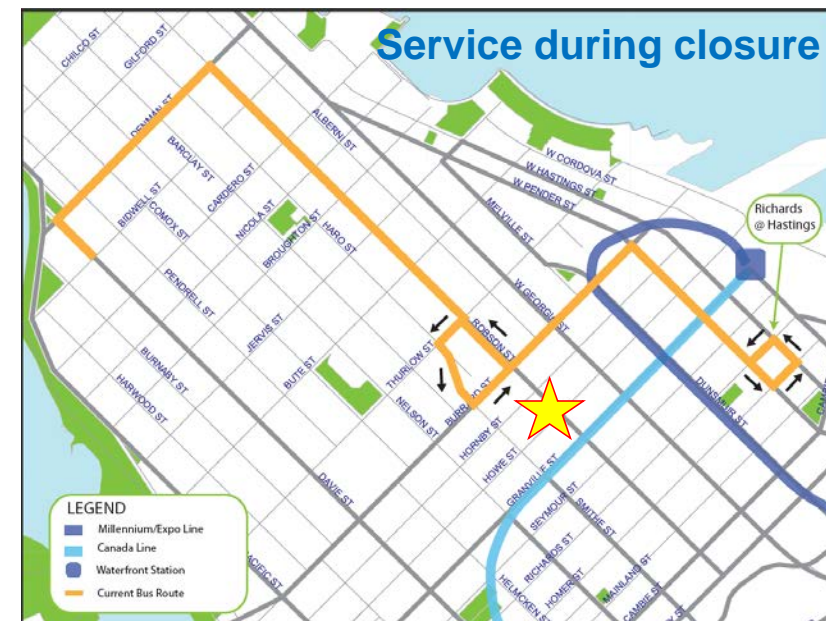 Service during closure
CHILCO ST
GILFORD ST
DENMAN ST
ALBERNI ST
BARCLAY ST
CARDERO ST
BIDWELL ST
COMOX ST
NICOLA ST
BROUGHTON ST
HARO ST
W CORDOVA ST
W HASTINGS ST
W PENDER ST
MELVILLE ST
Richards
@ Hastings
PENDRELL ST
W GEORGIA ST
JERVIS ST
ROBSON ST
THURLOW ST
BURNABY ST
BUTE ST
HARWOOD ST
NELSON ST
BURRARD ST
DUNSMUIR ST
HORNBY ST
HOWE ST
GRANVILLE ST
DAVIE ST
SEYMOUR ST
SMITHE ST
RICHARDS ST
HOMER ST
MAINLAND ST
HELMCKEN ST
CAMBIE
ACIFIC ST
LEGEND
Millennium/Expo Line
Canada Line
Waterfront Station
Current Bus Route